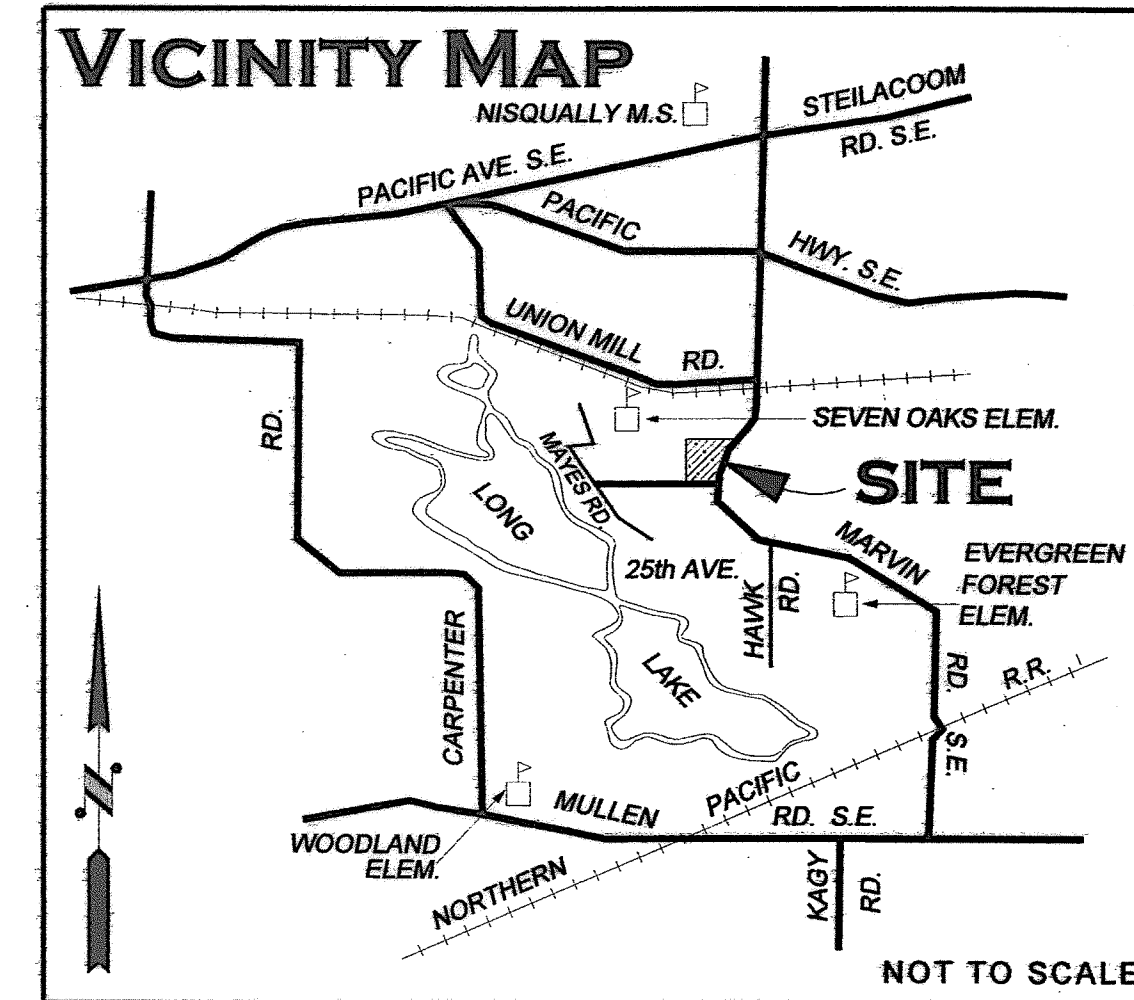 VICINITY MAP
NISQUALLY M.S.
STEILACOOM
RD. S.E.
PACIFIC AVE. S.E.
PACIFIC
HWY. S.E.
UNION MILL
RD.
SEVEN OAKS ELEM.
RD.
MAYES RD.
SITE
LONG
MARVIN
EVERGREEN
FOREST
ELEM.
25th AVE.
HAWK
RD.
CARPENTER
LAKE
RD.
R.R.
S.E.
PACIFIC
MULLEN
RD. S.E.
WOODLAND
ELEM.
NORTHERN
KAGY
RD.
NOT TO SCALE